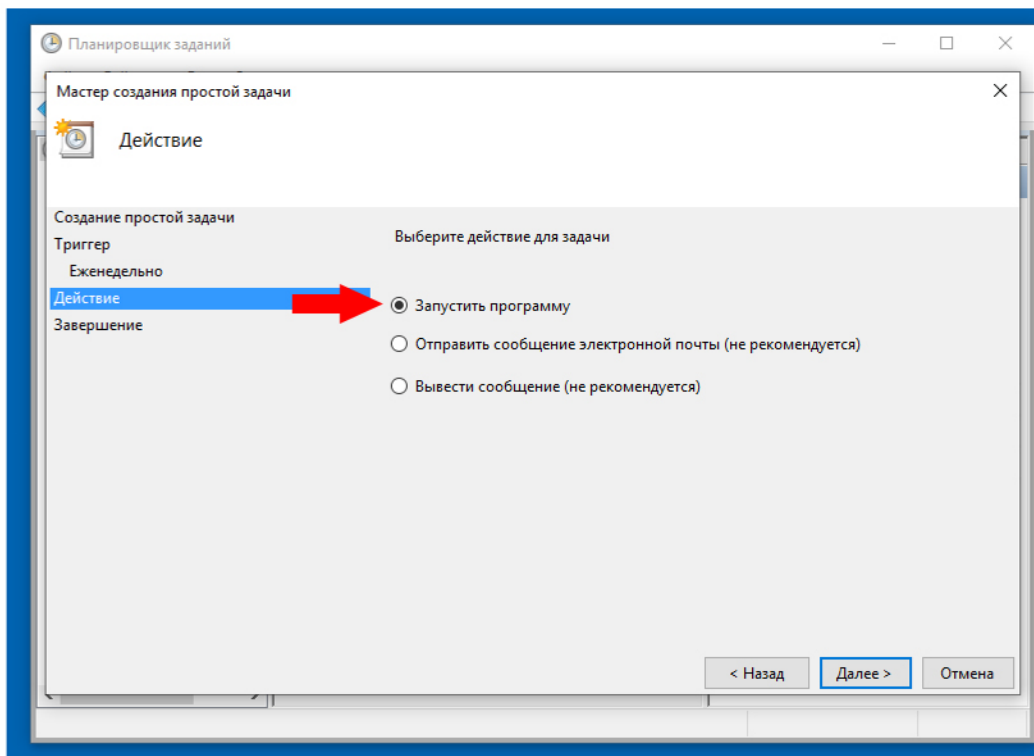 Планировщик заданий
Мастер создания простой задачи
Действие
Создание простой задачи
Триггер
Еженедельно
Действие
Завершение
Выберите действие для задачи
Запустить программу
Отправить сообщение электронной почты (не рекомендуется)
Вывести сообщение (не рекомендуется)
< Назад
Далее >
Отмена